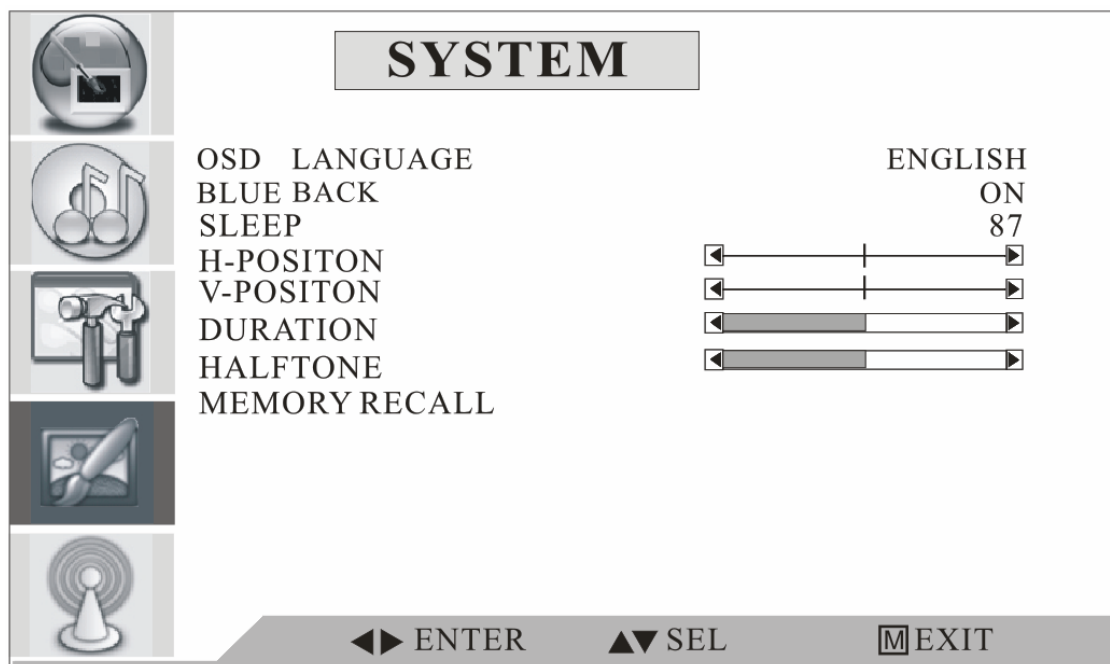 SYSTEM
OSD LANGUAGE ENGLISH
BLUE BACK ON
SLEEP 87
H-POSITON
V-POSITON
DURATION
HALFTONE
MEMORY RECALL
◀▶ ENTER ▲▼ SEL M EXIT